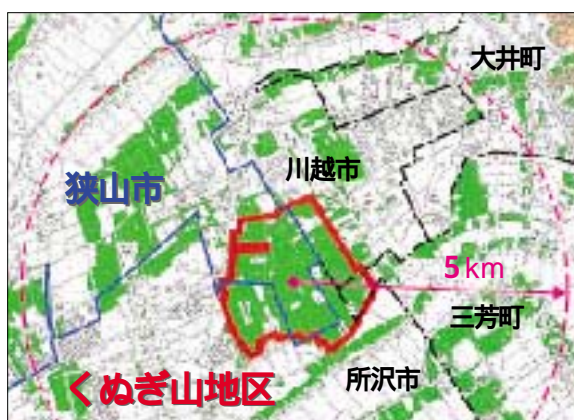 大井町
川越市
狭山市
5km
三芳町
所沢市
くぬぎ山地区